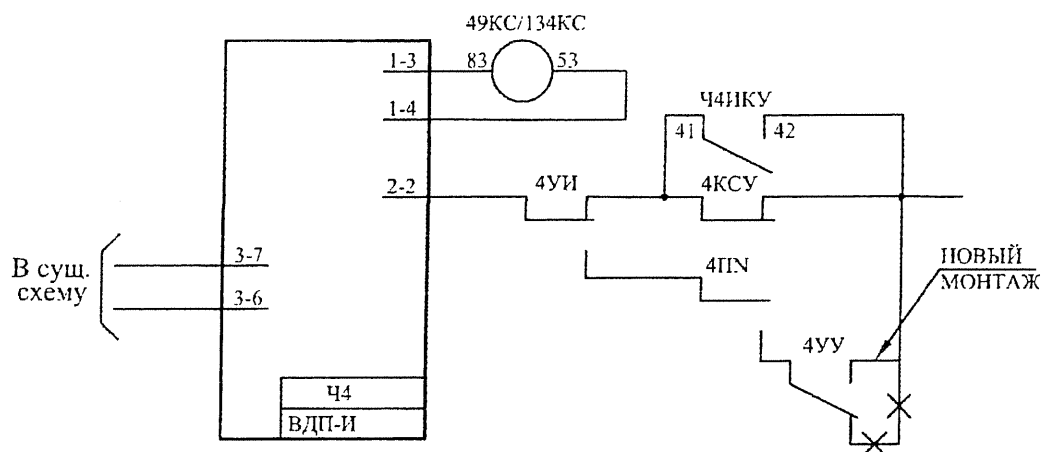 49КС/134КС
1-3
83
53
1-4
Ч4ИКУ
41
42
2-2
4УИ
4КСУ
В сущ.
схему
3-7
3-6
4ПN
НОВЫЙ
МОНТАЖ
4УУ
Ч4
ВДП-И